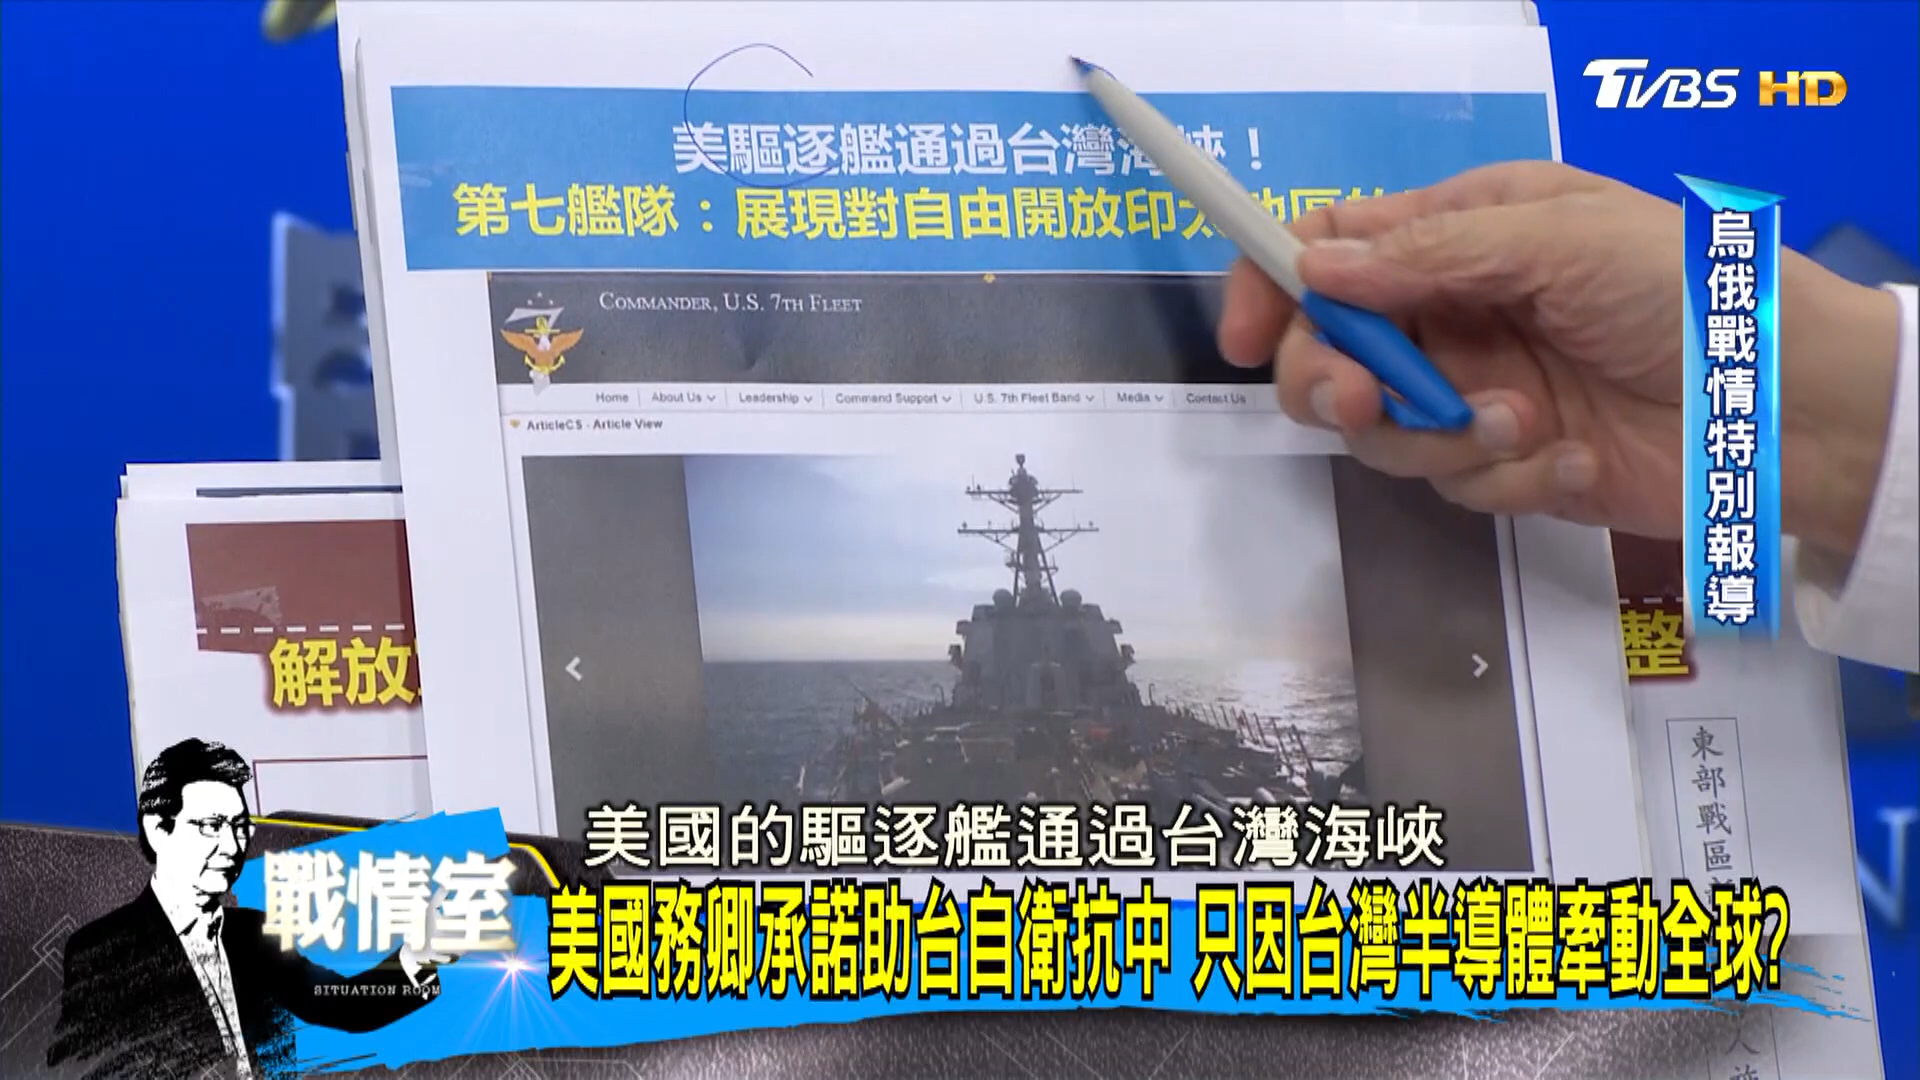 TVBS HD
美驅逐艦通過台灣海峽！
第七艦隊：展現對自由開放印太地區
COMMANDER, U.S. 7TH FLEET
Home About Us Leadership Command Support U.S. 7th Fleet Band Media Contact Us
ArticleCS - Article View
烏俄戰情特別報導
解放
整
東部戰區
美國的驅逐艦通過台灣海峽
戰情室
SITUATION ROOM
美國務卿承諾助台自衛抗中 只因台灣半導體牽動全球?